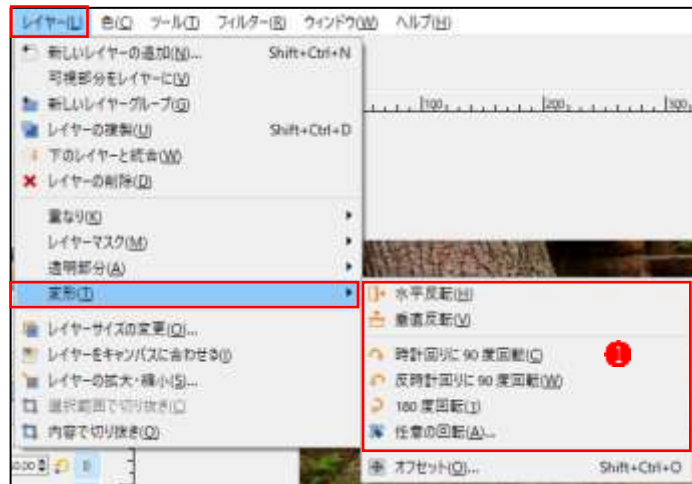 レイヤー(L) 色(C) ツール(T) フィルター(R) ウィンドウ(W) ヘルプ(H)
新しいレイヤーの追加(N)... Shift+Ctrl+N
可視部分をレイヤーに(V)
新しいレイヤーグループ(G)
100 200 300
レイヤーの複製(U) Shift+Ctrl+D
下のレイヤーと統合(W)
レイヤーの削除(D)
重なり(K)
レイヤーマスク(M)
透明部分(A)
変形(T)
水平反転(H)
垂直反転(V)
レイヤーサイズの変更(O)...
レイヤーをキャンバスに合わせる(I)
時計回りに 90 度回転(C) 1
レイヤーの拡大・縮小(S)...
反時計回りに 90 度回転(W)
選択範囲で切り抜き(C)
180 度回転(1)
内容で切り抜き(O)
任意の回転(A)...
オフセット(O)... Shift+Ctrl+O